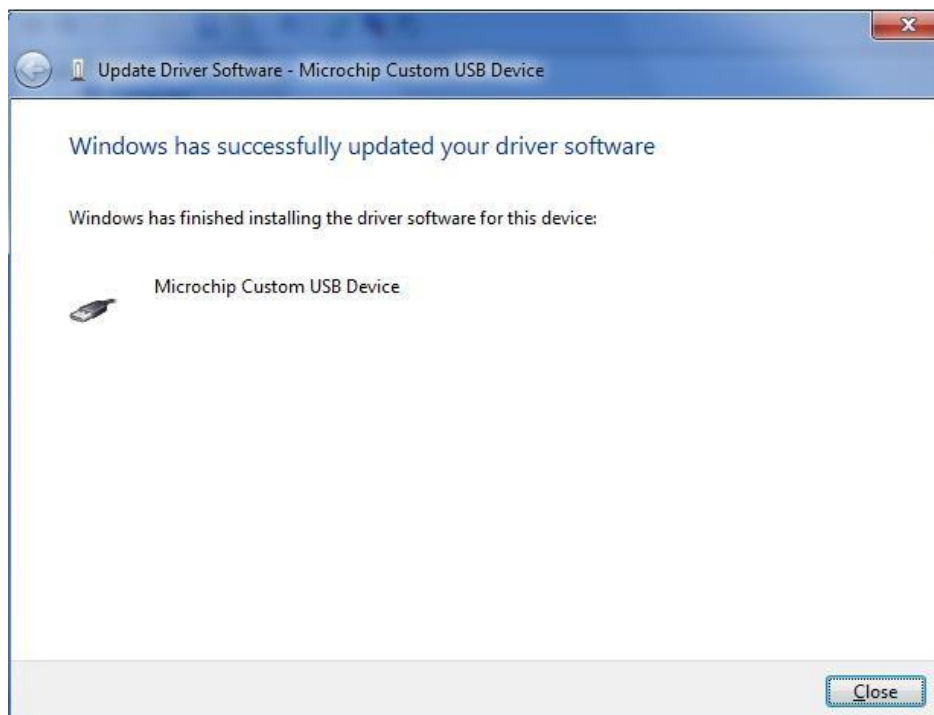 Update Driver Software - Microchip Custom USB Device
Windows has successfully updated your driver software
Windows has finished installing the driver software for this device:
Microchip Custom USB Device
Close